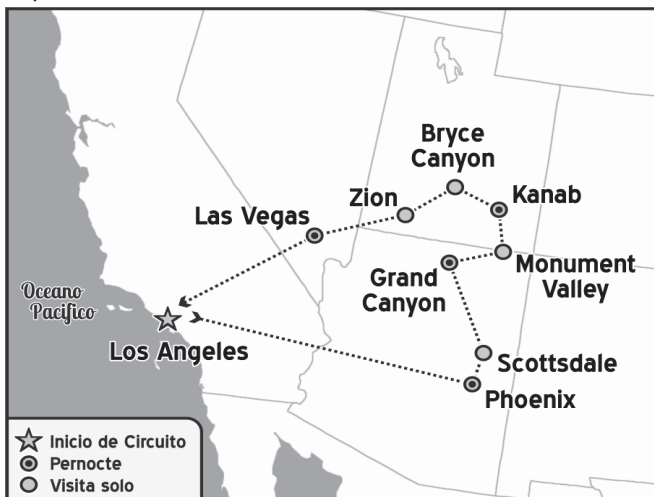 Bryce
Canyon
Zion
Kanab
Las Vegas
Grand
Canyon
Monument
Valley
Oceano
Pacifico
Los Angeles
Scottsdale
Phoenix
Inicio de Circuito
Pernocte
Visita solo